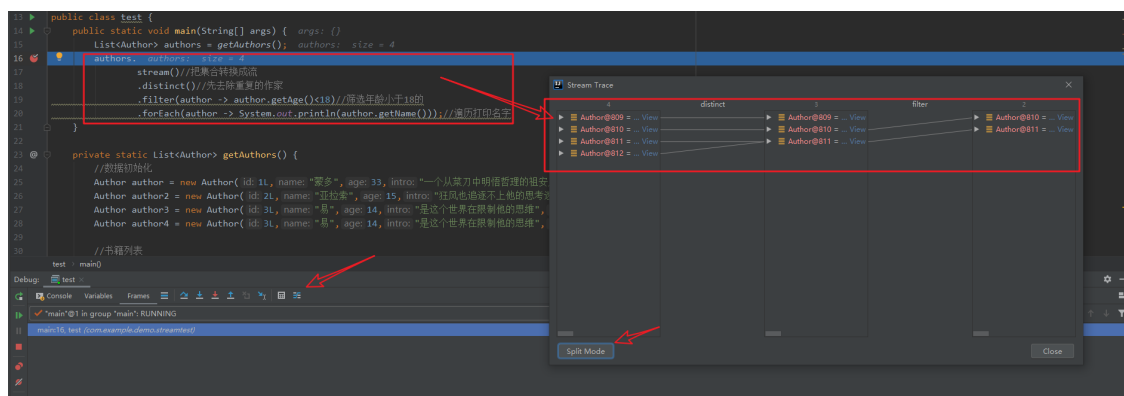 13 public class test {
14 public static void main(String[] args) { args: {}
15 List<Author> authors = getAuthors(); authors: size = 4
16 authors. authors: size = 4
17 stream()//把集合转换成流
18 .distinct()//先去除重复的作家
19 .filter(author -> author.getAge()<18)//筛选年龄小于18的
20 .forEach(author -> System.out.println(author.getName()));//遍历打印名字
21 }
22
23 @ private static List<Author> getAuthors() {
24 //数据初始化
25 Author author = new Author( id: 1L, name: "蒙多", age: 33, intro: "一个从菜刀中明悟哲理的祖安
26 Author author2 = new Author( id: 2L, name: "亚拉索", age: 15, intro: "狂风也追逐不上他的思考
27 Author author3 = new Author( id: 3L, name: "易", age: 14, intro: "是这个世界在限制他的思维",
28 Author author4 = new Author( id: 3L, name: "易", age: 14, intro: "是这个世界在限制他的思维",
29
30 //书籍列表
test main()
Stream Trace
4 distinct 3 filter 2
Author@809 = ... View Author@809 = ... View Author@810 = ... View
Author@810 = ... View Author@810 = ... View Author@811 = ... View
Author@811 = ... View Author@811 = ... View
Author@812 = ... View
Split Mode Close
Debug: test
Console Variables Frames
"main"@1 in group "main": RUNNING
main:16, test (com.example.demo.streamtest)